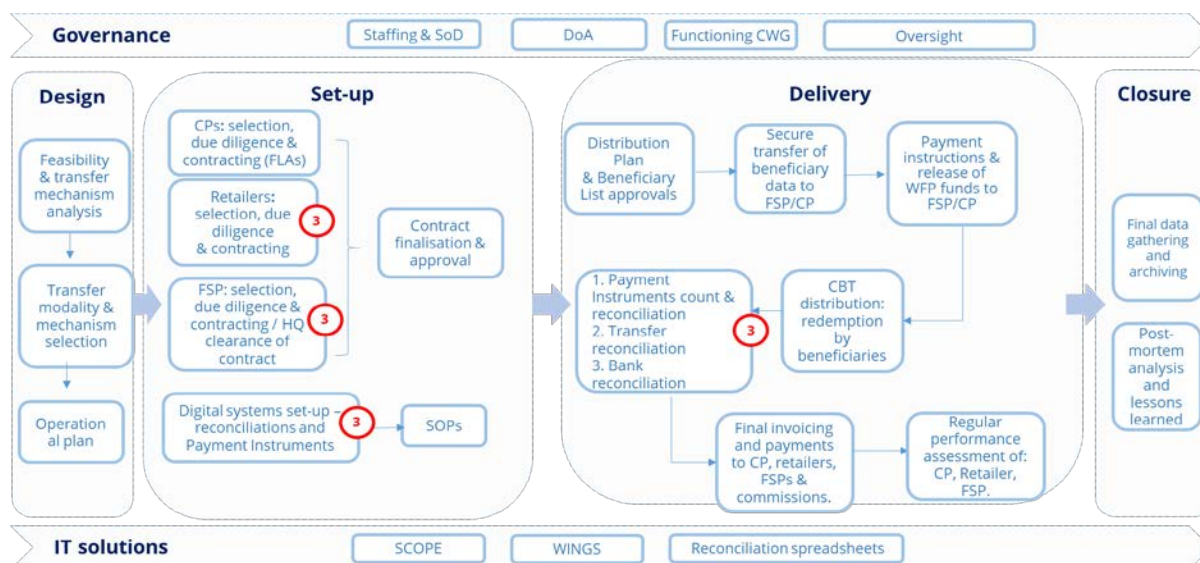 Governance
Staffing & SoD
DoA
Functioning CWG
Oversight
Design
Feasibility
& transfer
mechanism
analysis
Transfer
modality &
mechanism
selection
Operation
al plan
Set-up
CPs: selection,
due diligence &
contracting (FLAs)
Retailers:
selection, due
diligence
& contracting
3
FSP: selection,
due diligence &
contracting / HQ
clearance of
contract
3
Contract
finalisation &
approval
Digital systems set-up –
reconciliations and
Payment Instruments
3
SOPs
Delivery
Distribution
Plan
& Beneficiary
List approvals
Secure
transfer of
beneficiary
data to
FSP/CP
Payment
instructions &
release of
WFP funds to
FSP/CP
1. Payment
Instruments count &
reconciliation
2. Transfer
reconciliation
3. Bank
reconciliation
3
CBT
distribution:
redemption
by
beneficiaries
Final invoicing
and payments
to CP, retailers,
FSPs &
commissions.
Regular
performance
assessment of:
CP, Retailer,
FSP.
Closure
Final data
gathering
and
archiving
Post-
mortem
analysis
and
lessons
learned
IT solutions
SCOPE
WINGS
Reconciliation spreadsheets